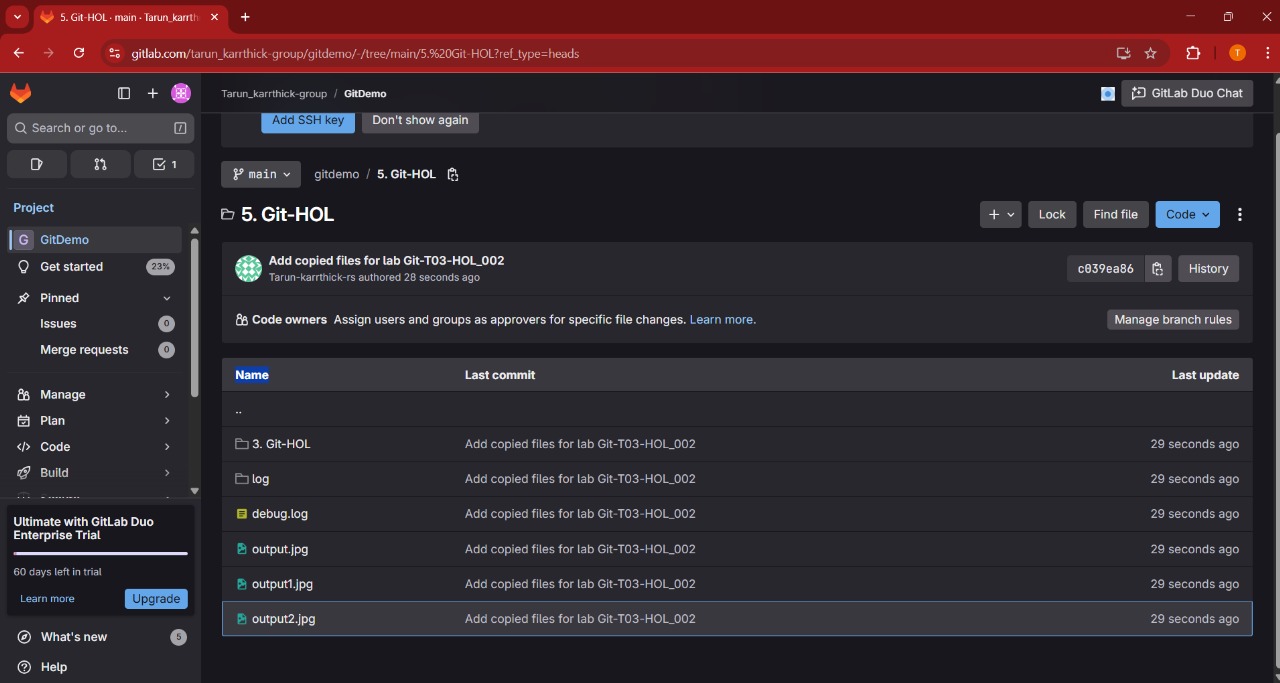 5. Git-HOL · main · Tarun_karrth
gitlab.com/tarun_karrthick-group/gitdemo/-/tree/main/5.%20Git-HOL?ref_type=heads
T
Tarun_karrthick-group / GitDemo
GitLab Duo Chat
Search or go to...
/
1
Add SSH key
Don't show again
main
gitdemo / 5. Git-HOL
Project
5. Git-HOL
Lock
Find file
Code
G GitDemo
Get started 23%
Pinned
Issues 0
Merge requests 0
Manage
Plan
Code
Build
Add copied files for lab Git-T03-HOL_002
Tarun-karrthick-rs authored 28 seconds ago
c039ea86
History
Code owners Assign users and groups as approvers for specific file changes. Learn more.
Manage branch rules
Name Last commit Last update
..
3. Git-HOL Add copied files for lab Git-T03-HOL_002 29 seconds ago
log Add copied files for lab Git-T03-HOL_002 29 seconds ago
debug.log Add copied files for lab Git-T03-HOL_002 29 seconds ago
output.jpg Add copied files for lab Git-T03-HOL_002 29 seconds ago
output1.jpg Add copied files for lab Git-T03-HOL_002 29 seconds ago
output2.jpg Add copied files for lab Git-T03-HOL_002 29 seconds ago
Ultimate with GitLab Duo
Enterprise Trial
60 days left in trial
Learn more
Upgrade
What's new 5
Help